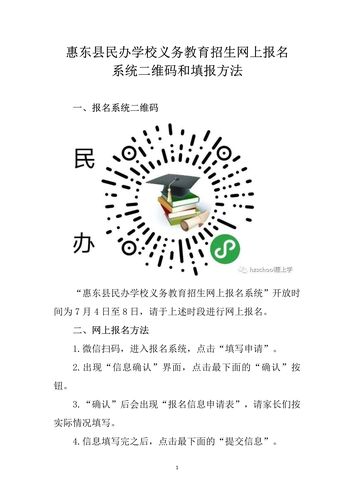 惠东县民办学校义务教育招生网上报名
系统二维码和填报方法
一、报名系统二维码
民
办
hzschool惠上学
“惠东县民办学校义务教育招生网上报名系统”开放时
间为7月4日至8日，请于上述时段进行网上报名。
二、网上报名方法
1.微信扫码，进入报名系统，点击“填写申请”。
2.出现“信息确认”界面，点击最下面的“确认”按
钮。
3.“确认”后会出现“报名信息申请表”，请家长们按
实际情况填写。
4.信息填写完之后，点击最下面的“提交信息”。
1